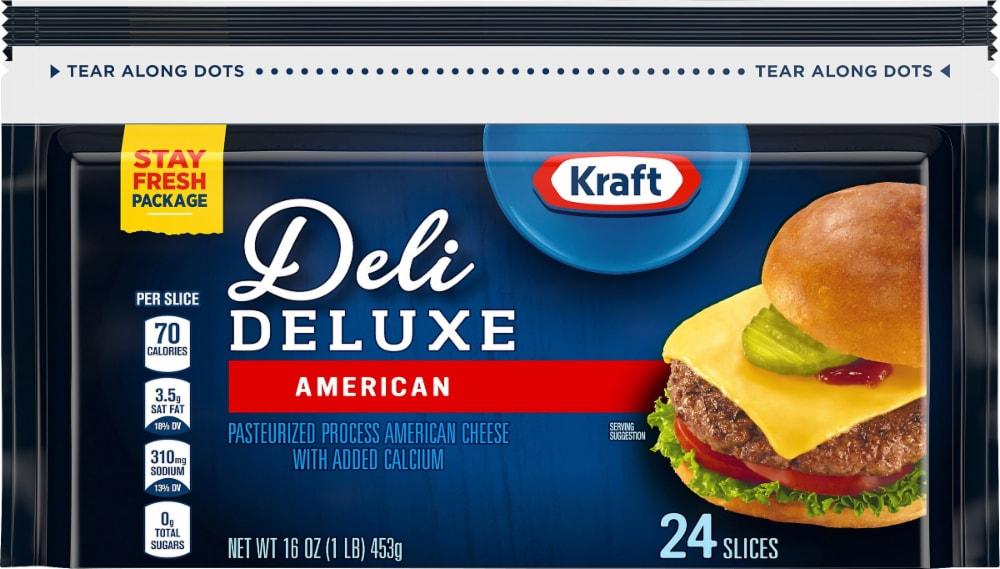 TEAR ALONG DOTS
TEAR ALONG DOTS
STAY
FRESH
PACKAGE
Kraft
Deli
DELUXE
AMERICAN
PASTEURIZED PROCESS AMERICAN CHEESE
WITH ADDED CALCIUM
PER SLICE
70
CALORIES
3.5g
SAT FAT
18% DV
310mg
SODIUM
13% DV
0g
TOTAL
SUGARS
SERVING
SUGGESTION
NET WT 16 OZ (1 LB) 453g
24 SLICES